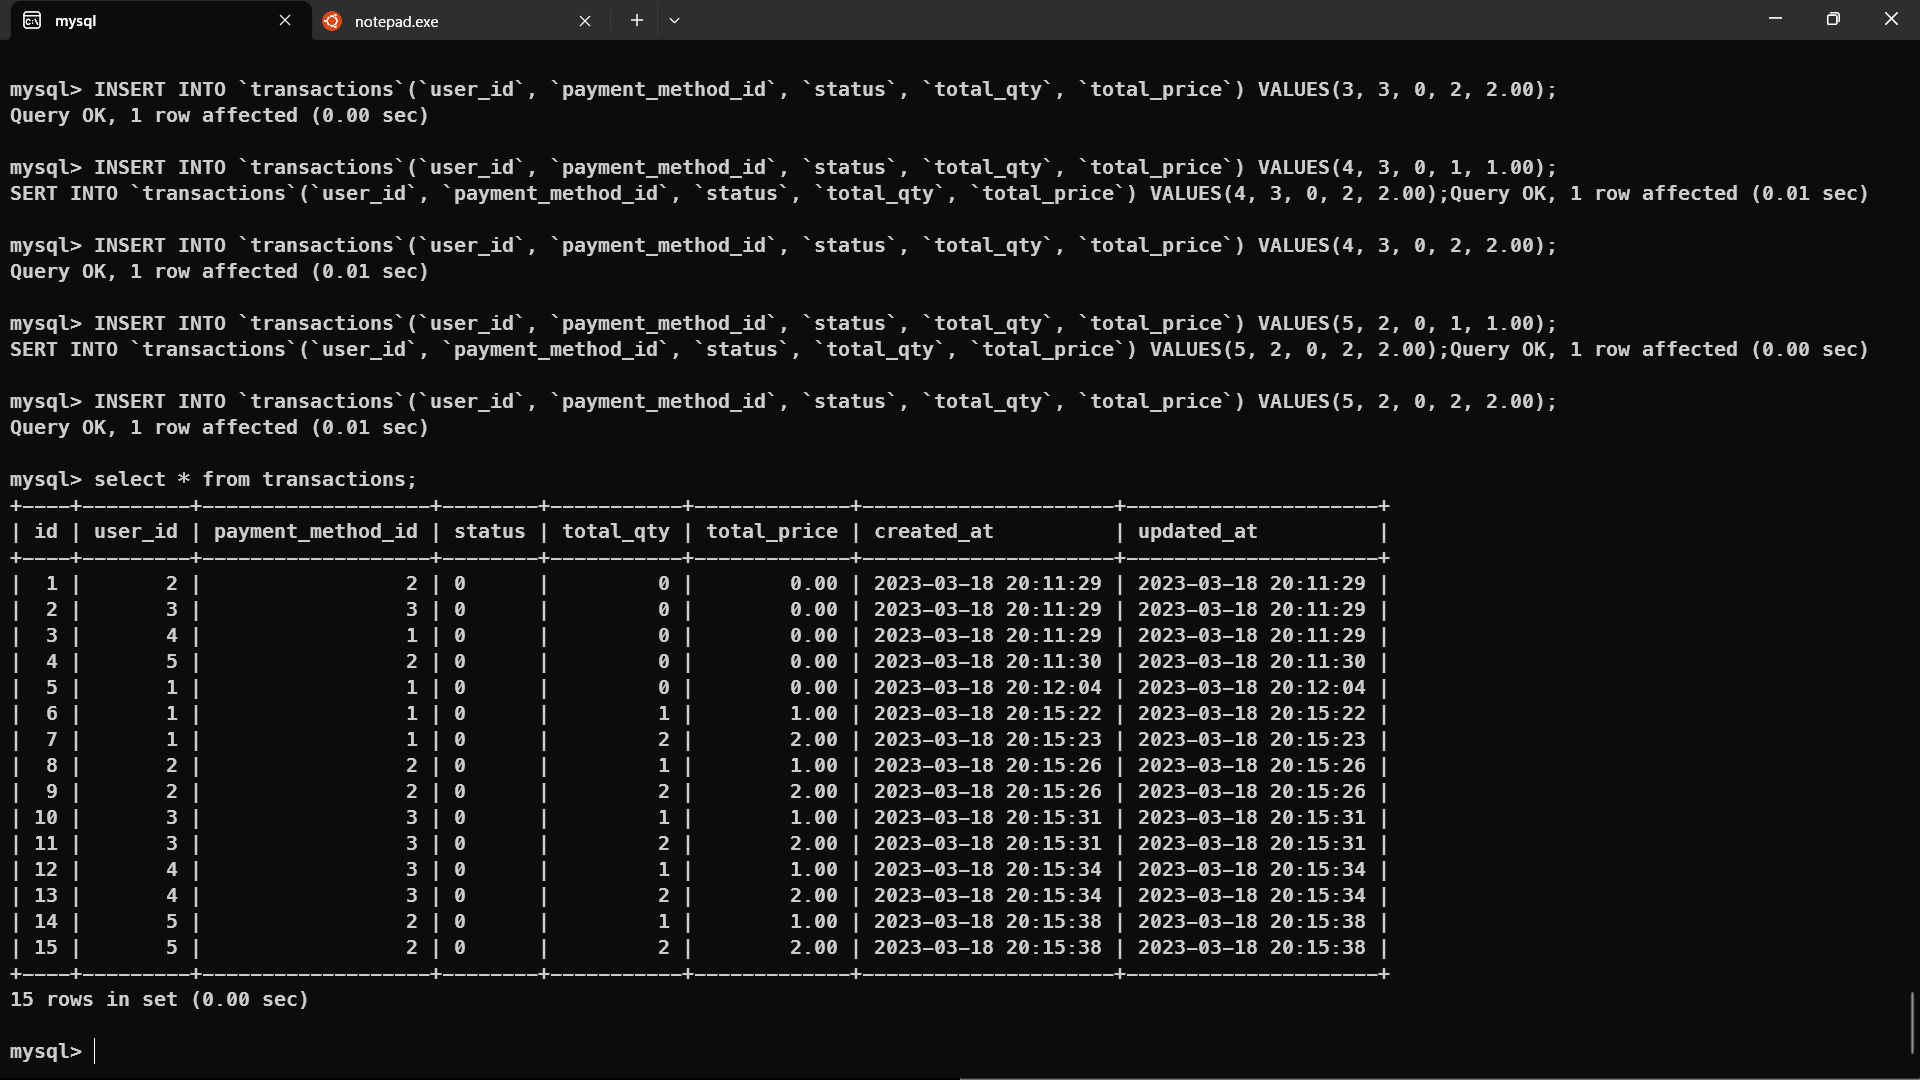 mysql
notepad.exe
mysql> INSERT INTO `transactions`(`user_id`, `payment_method_id`, `status`, `total_qty`, `total_price`) VALUES(3, 3, 0, 2, 2.00);
Query OK, 1 row affected (0.00 sec)
mysql> INSERT INTO `transactions`(`user_id`, `payment_method_id`, `status`, `total_qty`, `total_price`) VALUES(4, 3, 0, 1, 1.00);
SERT INTO `transactions`(`user_id`, `payment_method_id`, `status`, `total_qty`, `total_price`) VALUES(4, 3, 0, 2, 2.00);Query OK, 1 row affected (0.01 sec)
mysql> INSERT INTO `transactions`(`user_id`, `payment_method_id`, `status`, `total_qty`, `total_price`) VALUES(4, 3, 0, 2, 2.00);
Query OK, 1 row affected (0.01 sec)
mysql> INSERT INTO `transactions`(`user_id`, `payment_method_id`, `status`, `total_qty`, `total_price`) VALUES(5, 2, 0, 1, 1.00);
SERT INTO `transactions`(`user_id`, `payment_method_id`, `status`, `total_qty`, `total_price`) VALUES(5, 2, 0, 2, 2.00);Query OK, 1 row affected (0.00 sec)
mysql> INSERT INTO `transactions`(`user_id`, `payment_method_id`, `status`, `total_qty`, `total_price`) VALUES(5, 2, 0, 2, 2.00);
Query OK, 1 row affected (0.01 sec)
mysql> select * from transactions;
+----+---------+-------------------+--------+-----------+-------------+---------------------+---------------------+
| id | user_id | payment_method_id | status | total_qty | total_price | created_at          | updated_at          |
+----+---------+-------------------+--------+-----------+-------------+---------------------+---------------------+
|  1 |       2 |                 2 | 0      |         0 |        0.00 | 2023-03-18 20:11:29 | 2023-03-18 20:11:29 |
|  2 |       3 |                 3 | 0      |         0 |        0.00 | 2023-03-18 20:11:29 | 2023-03-18 20:11:29 |
|  3 |       4 |                 1 | 0      |         0 |        0.00 | 2023-03-18 20:11:29 | 2023-03-18 20:11:29 |
|  4 |       5 |                 2 | 0      |         0 |        0.00 | 2023-03-18 20:11:30 | 2023-03-18 20:11:30 |
|  5 |       1 |                 1 | 0      |         0 |        0.00 | 2023-03-18 20:12:04 | 2023-03-18 20:12:04 |
|  6 |       1 |                 1 | 0      |         1 |        1.00 | 2023-03-18 20:15:22 | 2023-03-18 20:15:22 |
|  7 |       1 |                 1 | 0      |         2 |        2.00 | 2023-03-18 20:15:23 | 2023-03-18 20:15:23 |
|  8 |       2 |                 2 | 0      |         1 |        1.00 | 2023-03-18 20:15:26 | 2023-03-18 20:15:26 |
|  9 |       2 |                 2 | 0      |         2 |        2.00 | 2023-03-18 20:15:26 | 2023-03-18 20:15:26 |
| 10 |       3 |                 3 | 0      |         1 |        1.00 | 2023-03-18 20:15:31 | 2023-03-18 20:15:31 |
| 11 |       3 |                 3 | 0      |         2 |        2.00 | 2023-03-18 20:15:31 | 2023-03-18 20:15:31 |
| 12 |       4 |                 3 | 0      |         1 |        1.00 | 2023-03-18 20:15:34 | 2023-03-18 20:15:34 |
| 13 |       4 |                 3 | 0      |         2 |        2.00 | 2023-03-18 20:15:34 | 2023-03-18 20:15:34 |
| 14 |       5 |                 2 | 0      |         1 |        1.00 | 2023-03-18 20:15:38 | 2023-03-18 20:15:38 |
| 15 |       5 |                 2 | 0      |         2 |        2.00 | 2023-03-18 20:15:38 | 2023-03-18 20:15:38 |
+----+---------+-------------------+--------+-----------+-------------+---------------------+---------------------+
15 rows in set (0.00 sec)
mysql>